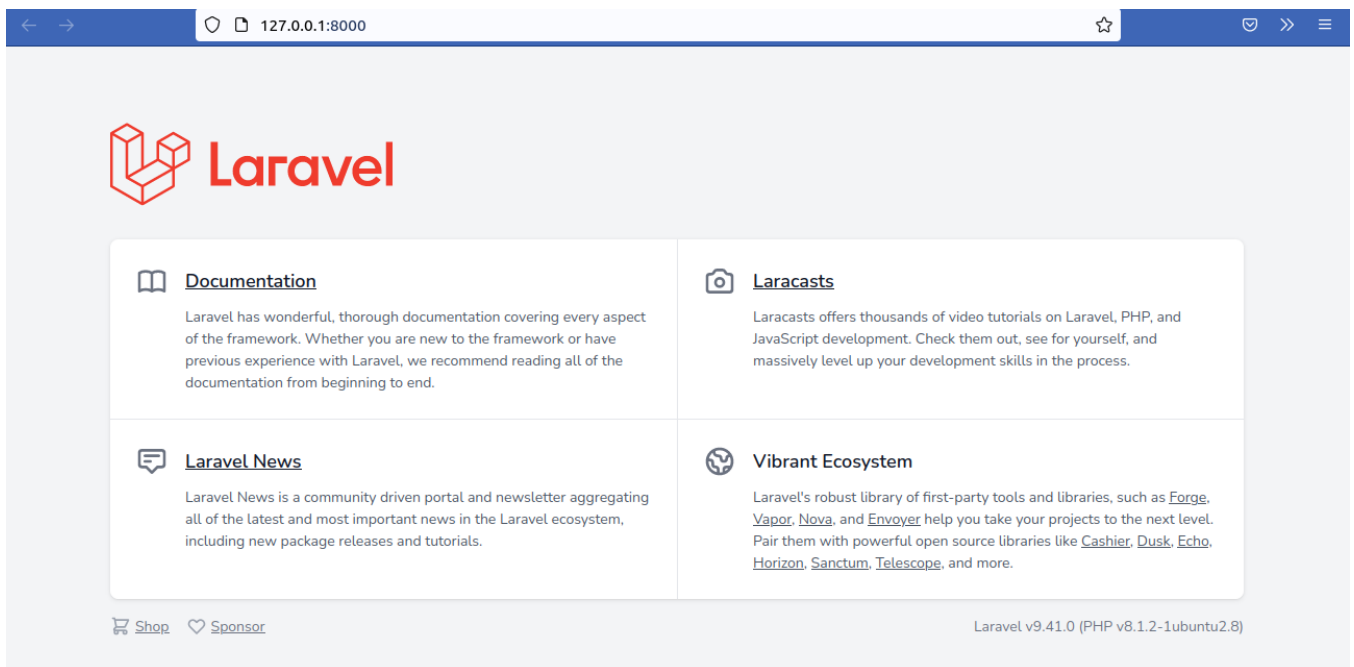 127.0.0.1:8000
Laravel
Documentation
Laravel has wonderful, thorough documentation covering every aspect
of the framework. Whether you are new to the framework or have
previous experience with Laravel, we recommend reading all of the
documentation from beginning to end.
Laracasts
Laracasts offers thousands of video tutorials on Laravel, PHP, and
JavaScript development. Check them out, see for yourself, and
massively level up your development skills in the process.
Laravel News
Laravel News is a community driven portal and newsletter aggregating
all of the latest and most important news in the Laravel ecosystem,
including new package releases and tutorials.
Vibrant Ecosystem
Laravel's robust library of first-party tools and libraries, such as Forge,
Vapor, Nova, and Envoyer help you take your projects to the next level.
Pair them with powerful open source libraries like Cashier, Dusk, Echo,
Horizon, Sanctum, Telescope, and more.
Shop Sponsor
Laravel v9.41.0 (PHP v8.1.2-1ubuntu2.8)